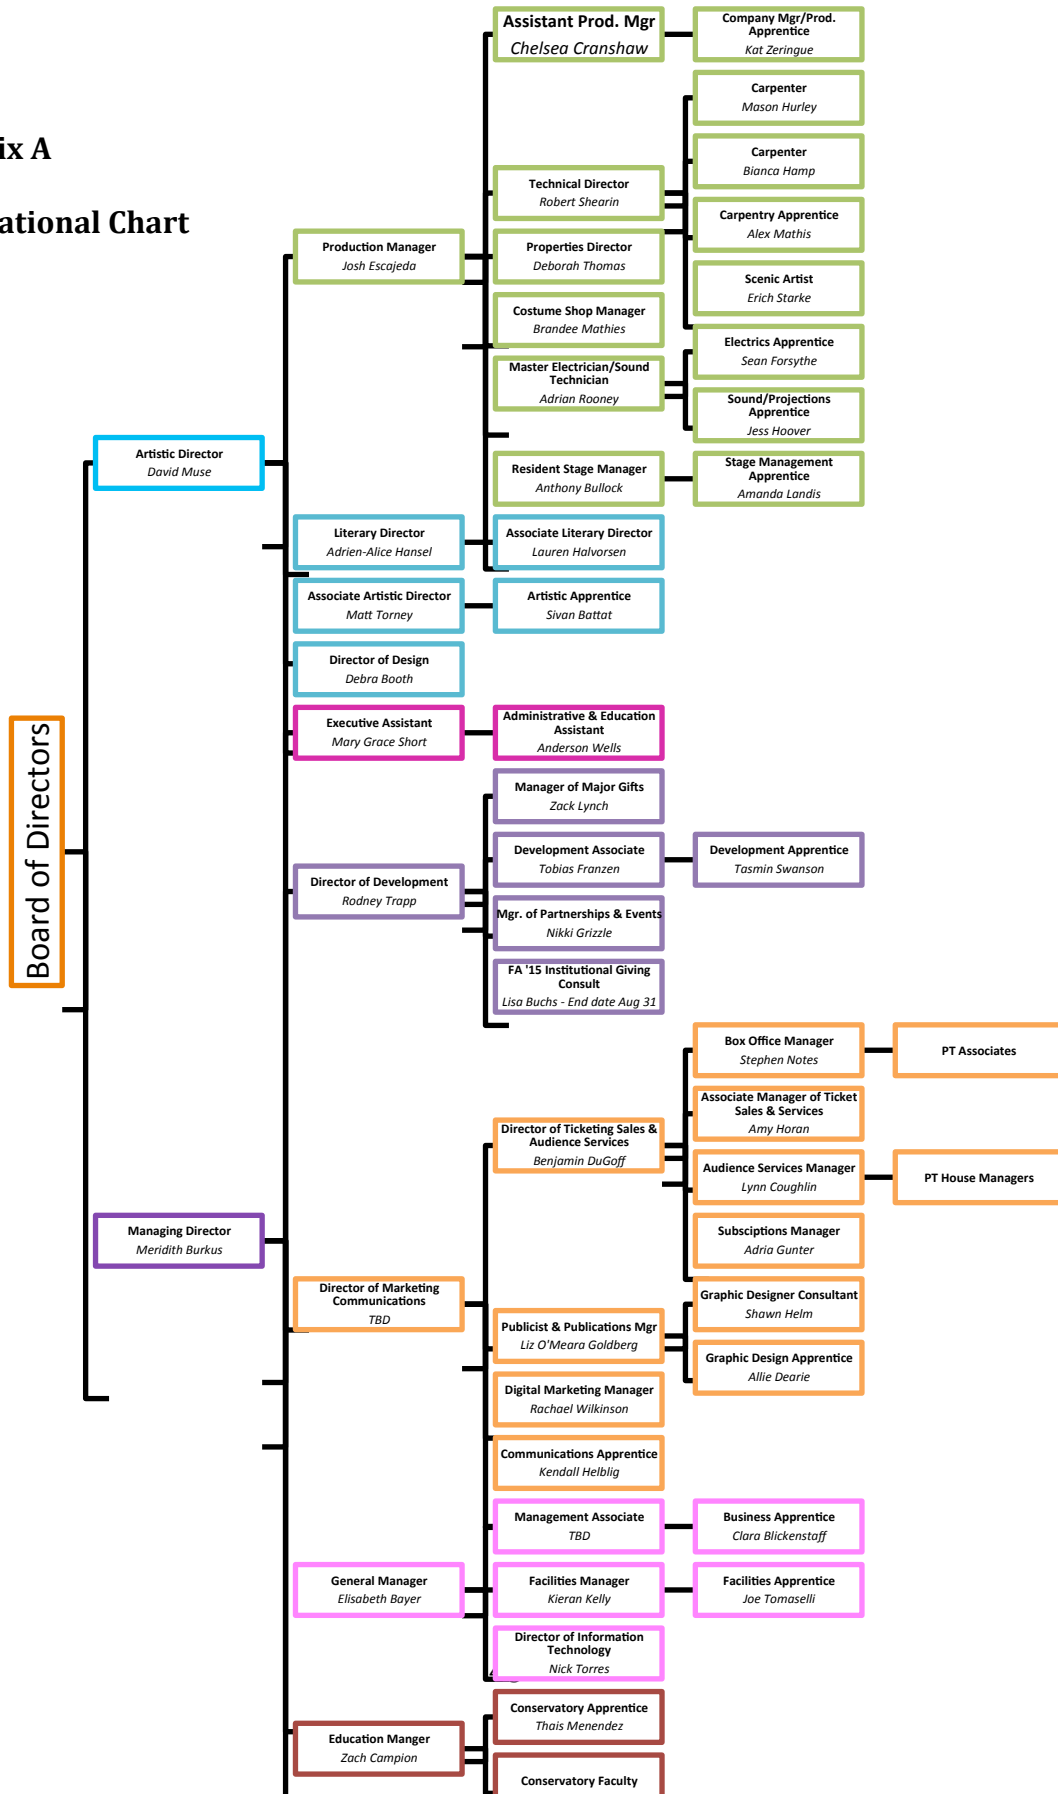 ix A
ational Chart
Board of Directors
Artistic Director
David Muse
Managing Director
Meridith Burkus
Production Manager
Josh Escajeda
Literary Director
Adrien-Alice Hansel
Associate Artistic Director
Matt Torney
Director of Design
Debra Booth
Executive Assistant
Mary Grace Short
Director of Development
Rodney Trapp
Director of Marketing
Communications
TBD
General Manager
Elisabeth Bayer
Education Manger
Zach Campion
Assistant Prod. Mgr
Chelsea Cranshaw
Technical Director
Robert Shearin
Properties Director
Deborah Thomas
Costume Shop Manager
Brandee Mathies
Master Electrician/Sound
Technician
Adrian Rooney
Resident Stage Manager
Anthony Bullock
Associate Literary Director
Lauren Halvorsen
Artistic Apprentice
Sivan Battat
Administrative & Education
Assistant
Anderson Wells
Manager of Major Gifts
Zack Lynch
Development Associate
Tobias Franzen
Mgr. of Partnerships & Events
Nikki Grizzle
FA '15 Institutional Giving
Consult
Lisa Buchs - End date Aug 31
Director of Ticketing Sales &
Audience Services
Benjamin DuGoff
Publicist & Publications Mgr
Liz O'Meara Goldberg
Digital Marketing Manager
Rachael Wilkinson
Communications Apprentice
Kendall Helblig
Management Associate
TBD
Facilities Manager
Kieran Kelly
Director of Information
Technology
Nick Torres
Conservatory Apprentice
Thais Menendez
Conservatory Faculty
Company Mgr/Prod.
Apprentice
Kat Zeringue
Carpenter
Mason Hurley
Carpenter
Bianca Hamp
Carpentry Apprentice
Alex Mathis
Scenic Artist
Erich Starke
Electrics Apprentice
Sean Forsythe
Sound/Projections
Apprentice
Jess Hoover
Stage Management
Apprentice
Amanda Landis
Development Apprentice
Tasmin Swanson
Box Office Manager
Stephen Notes
Associate Manager of Ticket
Sales & Services
Amy Horan
Audience Services Manager
Lynn Coughlin
Subsciptions Manager
Adria Gunter
Graphic Designer Consultant
Shawn Helm
Graphic Design Apprentice
Allie Dearie
Business Apprentice
Clara Blickenstaff
Facilities Apprentice
Joe Tomaselli
PT Associates
PT House Managers